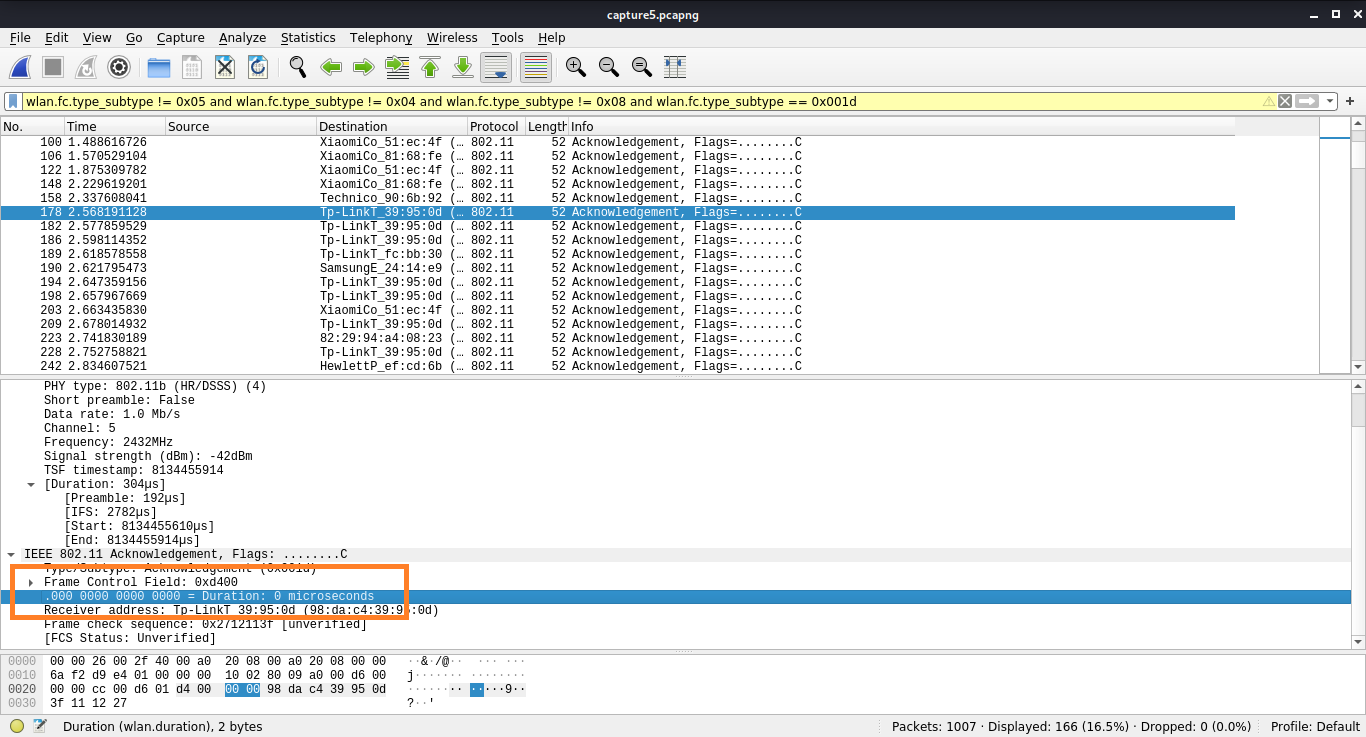 capture5.pcapng
File Edit View Go Capture Analyze Statistics Telephony Wireless Tools Help
wlan.fc.type_subtype != 0x05 and wlan.fc.type_subtype != 0x04 and wlan.fc.type_subtype != 0x08 and wlan.fc.type_subtype == 0x001d
No. Time Source Destination Protocol Length Info
100 1.488616726 XiaomiCo_51:ec:4f (… 802.11 52 Acknowledgement, Flags=........C
106 1.570529104 XiaomiCo_81:68:fe (… 802.11 52 Acknowledgement, Flags=........C
122 1.875309782 XiaomiCo_51:ec:4f (… 802.11 52 Acknowledgement, Flags=........C
148 2.229619201 XiaomiCo_81:68:fe (… 802.11 52 Acknowledgement, Flags=........C
158 2.337608041 Technico_90:6b:92 (… 802.11 52 Acknowledgement, Flags=........C
178 2.568191128 Tp-LinkT_39:95:0d (… 802.11 52 Acknowledgement, Flags=........C
182 2.577859529 Tp-LinkT_39:95:0d (… 802.11 52 Acknowledgement, Flags=........C
186 2.598114352 Tp-LinkT_39:95:0d (… 802.11 52 Acknowledgement, Flags=........C
189 2.618578558 Tp-LinkT_fc:bb:30 (… 802.11 52 Acknowledgement, Flags=........C
190 2.621795473 SamsungE_24:14:e9 (… 802.11 52 Acknowledgement, Flags=........C
194 2.647359156 Tp-LinkT_39:95:0d (… 802.11 52 Acknowledgement, Flags=........C
198 2.657967669 Tp-LinkT_39:95:0d (… 802.11 52 Acknowledgement, Flags=........C
203 2.663435830 XiaomiCo_51:ec:4f (… 802.11 52 Acknowledgement, Flags=........C
209 2.678014932 Tp-LinkT_39:95:0d (… 802.11 52 Acknowledgement, Flags=........C
223 2.741830189 82:29:94:a4:08:23 (… 802.11 52 Acknowledgement, Flags=........C
228 2.752758821 Tp-LinkT_39:95:0d (… 802.11 52 Acknowledgement, Flags=........C
242 2.834607521 HewlettP_ef:cd:6b (… 802.11 52 Acknowledgement, Flags=........C
PHY type: 802.11b (HR/DSSS) (4)
Short preamble: False
Data rate: 1.0 Mb/s
Channel: 5
Frequency: 2432MHz
Signal strength (dBm): -42dBm
TSF timestamp: 8134455914
[Duration: 304µs]
[Preamble: 192µs]
[IFS: 2782µs]
[Start: 8134455610µs]
[End: 8134455914µs]
IEEE 802.11 Acknowledgement, Flags: ........C
Type/Subtype: Acknowledgement (0x001d)
Frame Control Field: 0xd400
.000 0000 0000 0000 = Duration: 0 microseconds
Receiver address: Tp-LinkT_39:95:0d (98:da:c4:39:95:0d)
Frame check sequence: 0x2712113f [unverified]
[FCS Status: Unverified]
0000 00 00 26 00 2f 40 00 a0 20 08 00 a0 20 08 00 00 ··&·/@·· ··· ···
0010 6a f2 d9 e4 01 00 00 00 10 02 80 09 a0 00 d6 00 j······· ········
0020 00 00 cc 00 d6 01 d4 00 00 00 98 da c4 39 95 0d ········ ·····9··
0030 3f 11 12 27 ?··'
Duration (wlan.duration), 2 bytes
Packets: 1007 · Displayed: 166 (16.5%) · Dropped: 0 (0.0%)
Profile: Default